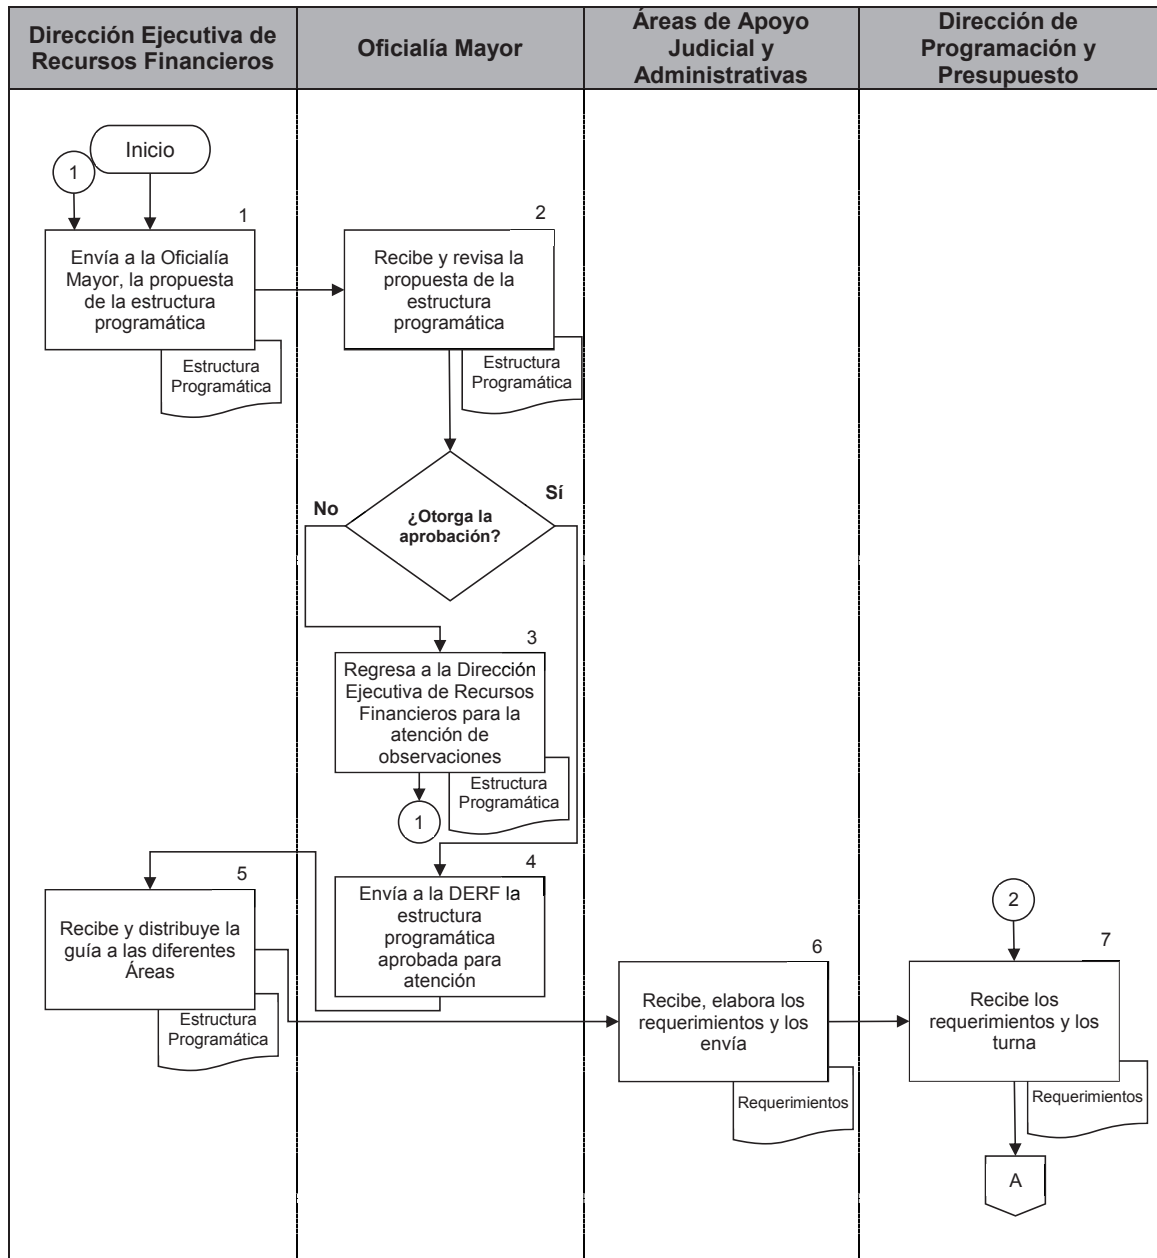 Dirección Ejecutiva de
Recursos Financieros
Oficialía Mayor
Áreas de Apoyo
Judicial y
Administrativas
Dirección de
Programación y
Presupuesto
Inicio
1
1
Envía a la Oficialía
Mayor, la propuesta
de la estructura
programática
Estructura
Programática
2
Recibe y revisa la
propuesta de la
estructura
programática
Estructura
Programática
¿Otorga la
aprobación?
No
Sí
3
Regresa a la Dirección
Ejecutiva de Recursos
Financieros para la
atención de
observaciones
Estructura
Programática
1
4
Envía a la DERF la
estructura
programática
aprobada para
atención
5
Recibe y distribuye la
guía a las diferentes
Áreas
Estructura
Programática
6
Recibe, elabora los
requerimientos y los
envía
Requerimientos
2
7
Recibe los
requerimientos y los
turna
Requerimientos
A